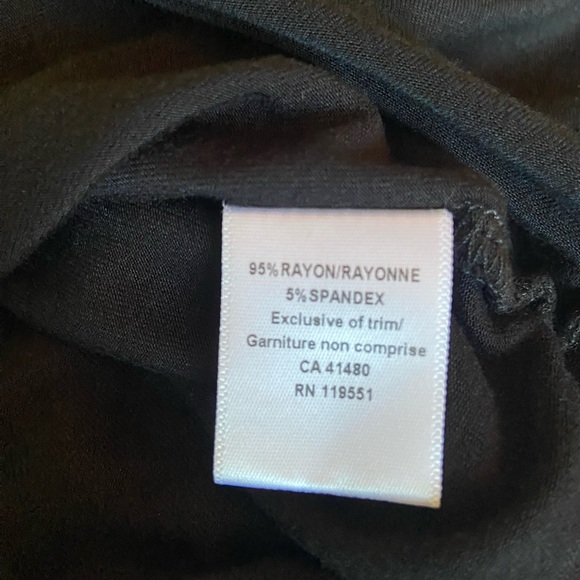 95%RAYON/RAYONNE
5%SPANDEX
Exclusive of trim/
Garniture non comprise
CA 41480
RN 119551